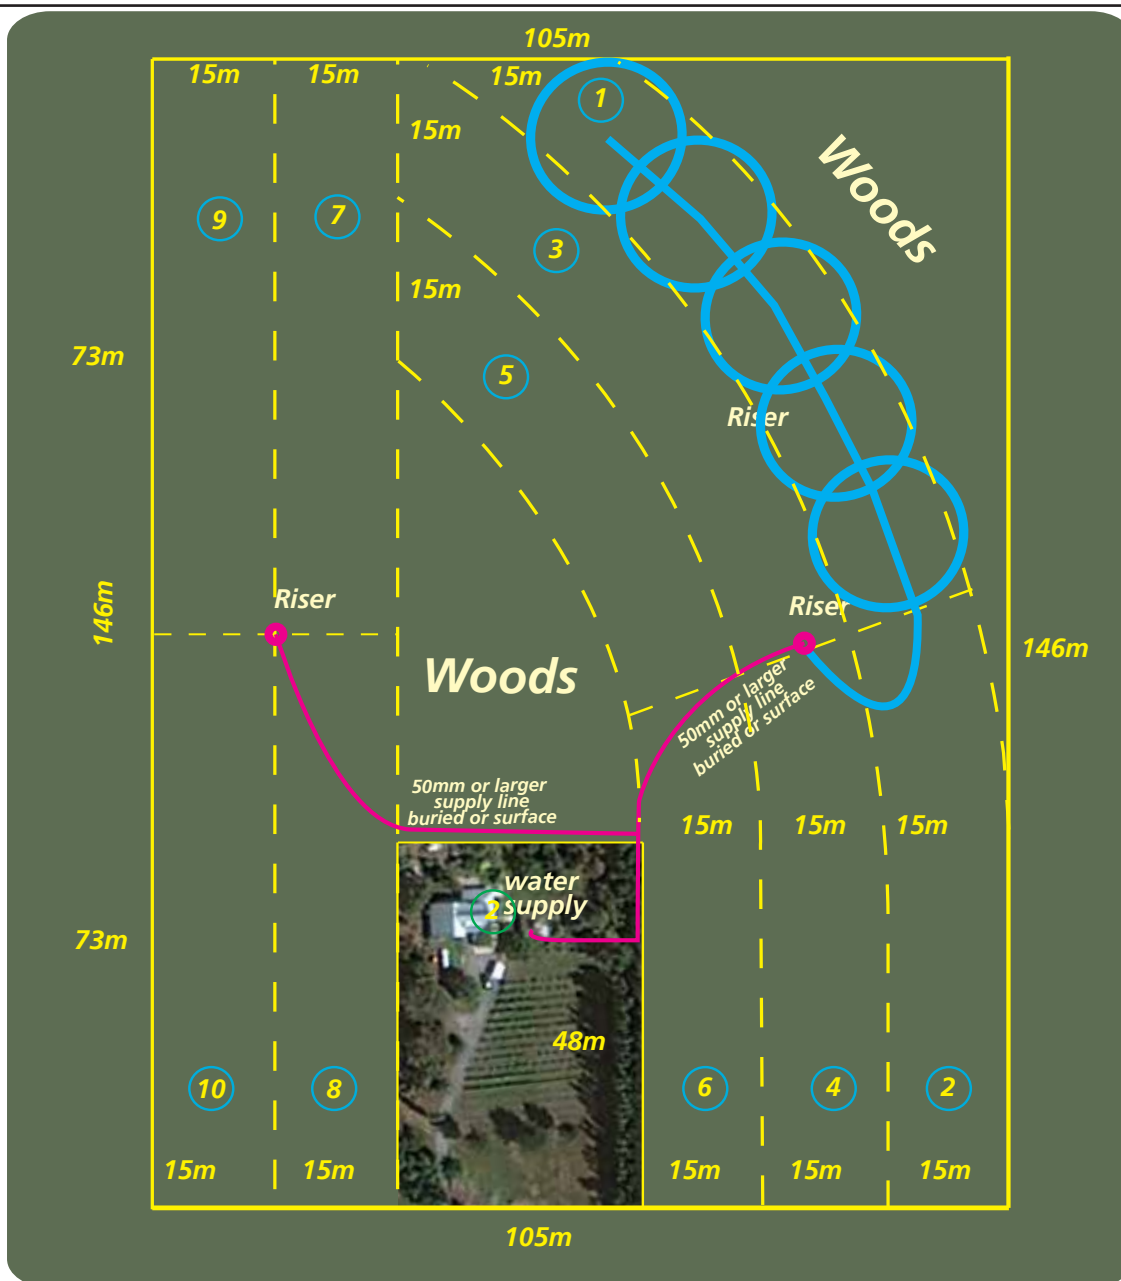 105m
15m
15m
15m
1
15m
Woods
9
7
3
15m
73m
5
Riser
146m
Riser
Riser
Woods
146m
50mm or larger
supply line
buried or surface
50mm or larger
supply line
buried or surface
15m
15m
15m
water
supply
2
73m
48m
10
8
6
4
2
15m
15m
15m
15m
15m
105m